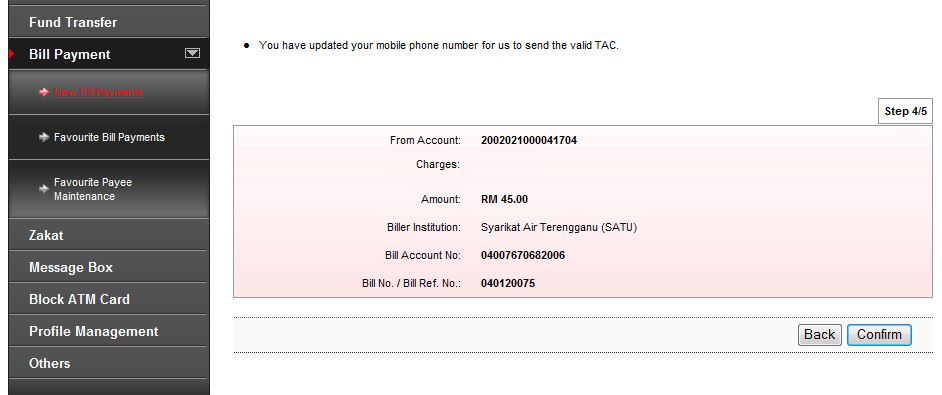 Fund Transfer
Bill Payment
New Bill Payments
Favourite Bill Payments
Favourite Payee
Maintenance
Zakat
Message Box
Block ATM Card
Profile Management
Others
You have updated your mobile phone number for us to send the valid TAC.
Step 4/5
From Account: 2002021000041704
Charges:
Amount: RM 45.00
Biller Institution: Syarikat Air Terengganu (SATU)
Bill Account No: 04007670682006
Bill No. / Bill Ref. No.: 040120075
Back Confirm